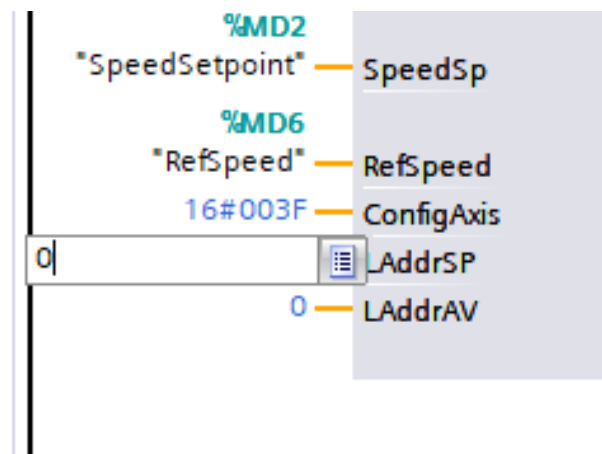 %MD2
"SpeedSetpoint" SpeedSp
%MD6
"RefSpeed" RefSpeed
16#003F ConfigAxis
0 LAddrSP
0 LAddrAV